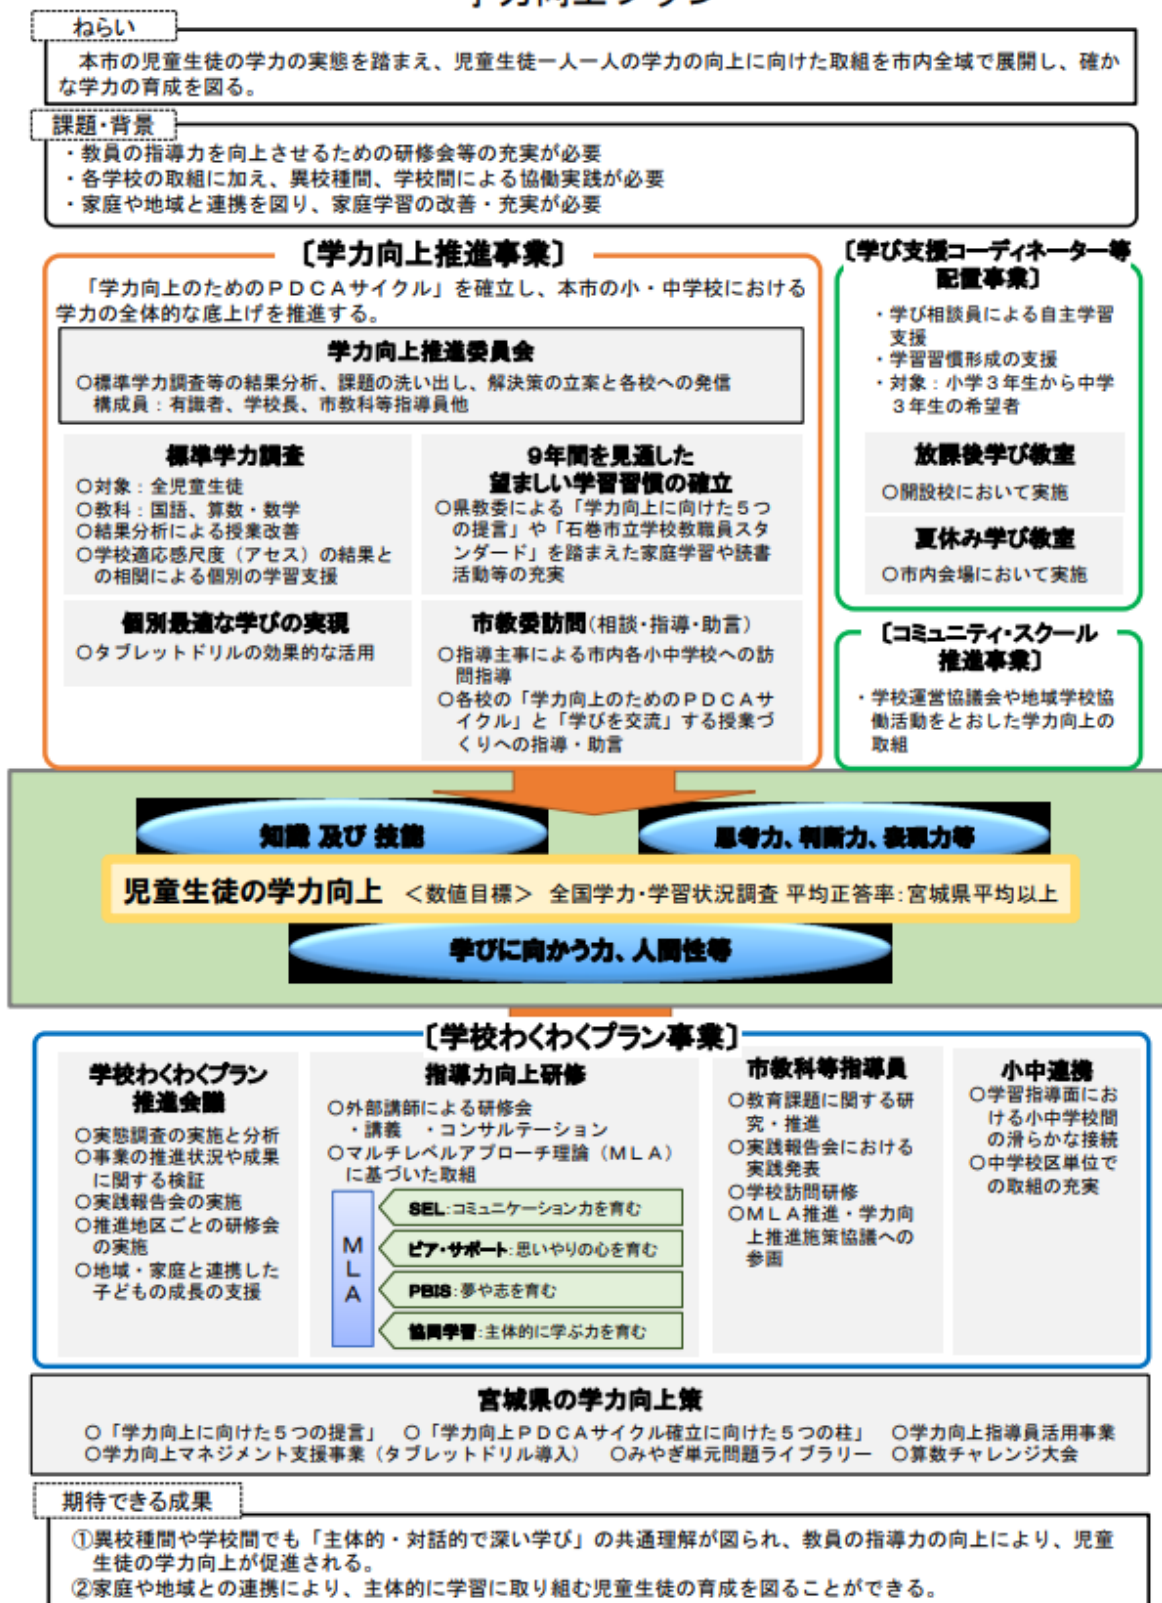 学力向上プラン
ねらい
本市の児童生徒の学力の実態を踏まえ、児童生徒一人一人の学力の向上に向けた取組を市内全域で展開し、確か
な学力の育成を図る。
課題・背景
・教員の指導力を向上させるための研修会等の充実が必要
・各学校の取組に加え、異校種間、学校間による協働実践が必要
・家庭や地域と連携を図り、家庭学習の改善・充実が必要
〔学力向上推進事業〕
「学力向上のためのＰＤＣＡサイクル」を確立し、本市の小・中学校における
学力の全体的な底上げを推進する。
学力向上推進委員会
○標準学力調査等の結果分析、課題の洗い出し、解決策の立案と各校への発信
構成員：有識者、学校長、市教科等指導員他
標準学力調査
○対象：全児童生徒
○教科：国語、算数・数学
○結果分析による授業改善
○学校適応感尺度（アセス）の結果と
の相関による個別の学習支援
9年間を見通した
望ましい学習習慣の確立
○県教委による「学力向上に向けた５つ
の提言」や「石巻市立学校教職員スタ
ンダード」を踏まえた家庭学習や読書
活動等の充実
個別最適な学びの実現
○タブレットドリルの効果的な活用
市教委訪問（相談・指導・助言）
○指導主事による市内各小中学校への訪
問指導
○各校の「学力向上のためのＰＤＣＡサ
イクル」と「学びを交流」する授業づ
くりへの指導・助言
〔学び支援コーディネーター等
配置事業〕
・学び相談員による自主学習
支援
・学習習慣形成の支援
・対象：小学３年生から中学
３年生の希望者
放課後学び教室
○開設校において実施
夏休み学び教室
○市内会場において実施
〔コミュニティ・スクール
推進事業〕
・学校運営協議会や地域学校協
働活動をとおした学力向上の
取組
知識 及び 技能
思考力、判断力、表現力等
児童生徒の学力向上 ＜数値目標＞ 全国学力・学習状況調査 平均正答率：宮城県平均以上
学びに向かう力、人間性等
〔学校わくわくプラン事業〕
学校わくわくプラン
推進会議
○実態調査の実施と分析
○事業の推進状況や成果
に関する検証
○実践報告会の実施
○推進地区ごとの研修会
の実施
○地域・家庭と連携した
子どもの成長の支援
指導力向上研修
○外部講師による研修会
・講義　・コンサルテーション
○マルチレベルアプローチ理論（ＭＬＡ）
に基づいた取組
MLA
SEL：コミュニケーション力を育む
ピア・サポート：思いやりの心を育む
PBIS：夢や志を育む
協同学習：主体的に学ぶ力を育む
市教科等指導員
○教育課題に関する研
究・推進
○実践報告会における
実践発表
○学校訪問研修
○ＭＬＡ推進・学力向
上推進施策協議への
参画
小中連携
○学習指導面にお
ける小中学校間
の滑らかな接続
○中学校区単位で
の取組の充実
宮城県の学力向上策
○「学力向上に向けた５つの提言」　○「学力向上ＰＤＣＡサイクル確立に向けた５つの柱」　○学力向上指導員活用事業
○学力向上マネジメント支援事業（タブレットドリル導入）　○みやぎ単元問題ライブラリー　○算数チャレンジ大会
期待できる成果
①異校種間や学校間でも「主体的・対話的で深い学び」の共通理解が図られ、教員の指導力の向上により、児童
生徒の学力向上が促進される。
②家庭や地域との連携により、主体的に学習に取り組む児童生徒の育成を図ることができる。